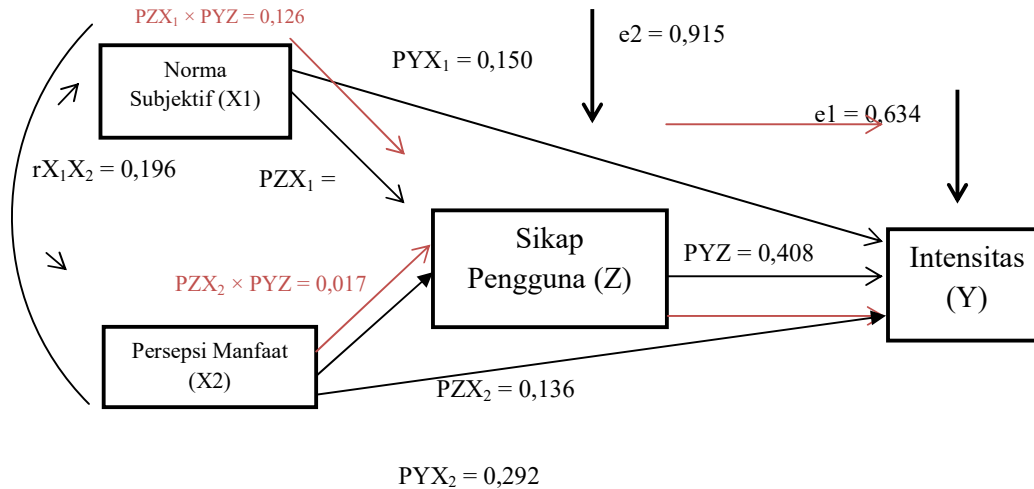 PZX₁ × PYZ = 0,126
e2 = 0,915
PYX₁ = 0,150
Norma
Subjektif (X1)
e1 = 0,634
rX₁X₂ = 0,196
PZX₁ =
Sikap
Pengguna (Z)
PYZ = 0,408
Intensitas
(Y)
PZX₂ × PYZ = 0,017
Persepsi Manfaat
(X2)
PZX₂ = 0,136
PYX₂ = 0,292